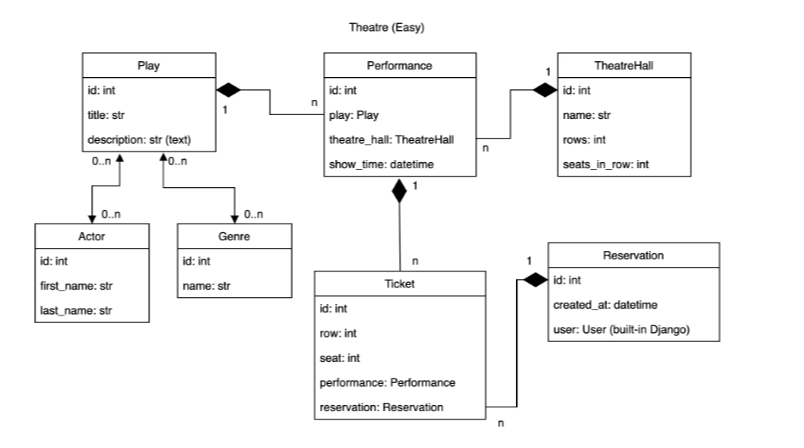 Theatre (Easy)
Play
id: int
title: str
description: str (text)
1
n
Performance
id: int
play: Play
theatre_hall: TheatreHall
show_time: datetime
1
n
TheatreHall
id: int
name: str
rows: int
seats_in_row: int
0..n
0..n
0..n
0..n
Actor
id: int
first_name: str
last_name: str
Genre
id: int
name: str
1
n
Ticket
id: int
row: int
seat: int
performance: Performance
reservation: Reservation
1
n
Reservation
id: int
created_at: datetime
user: User (built-in Django)